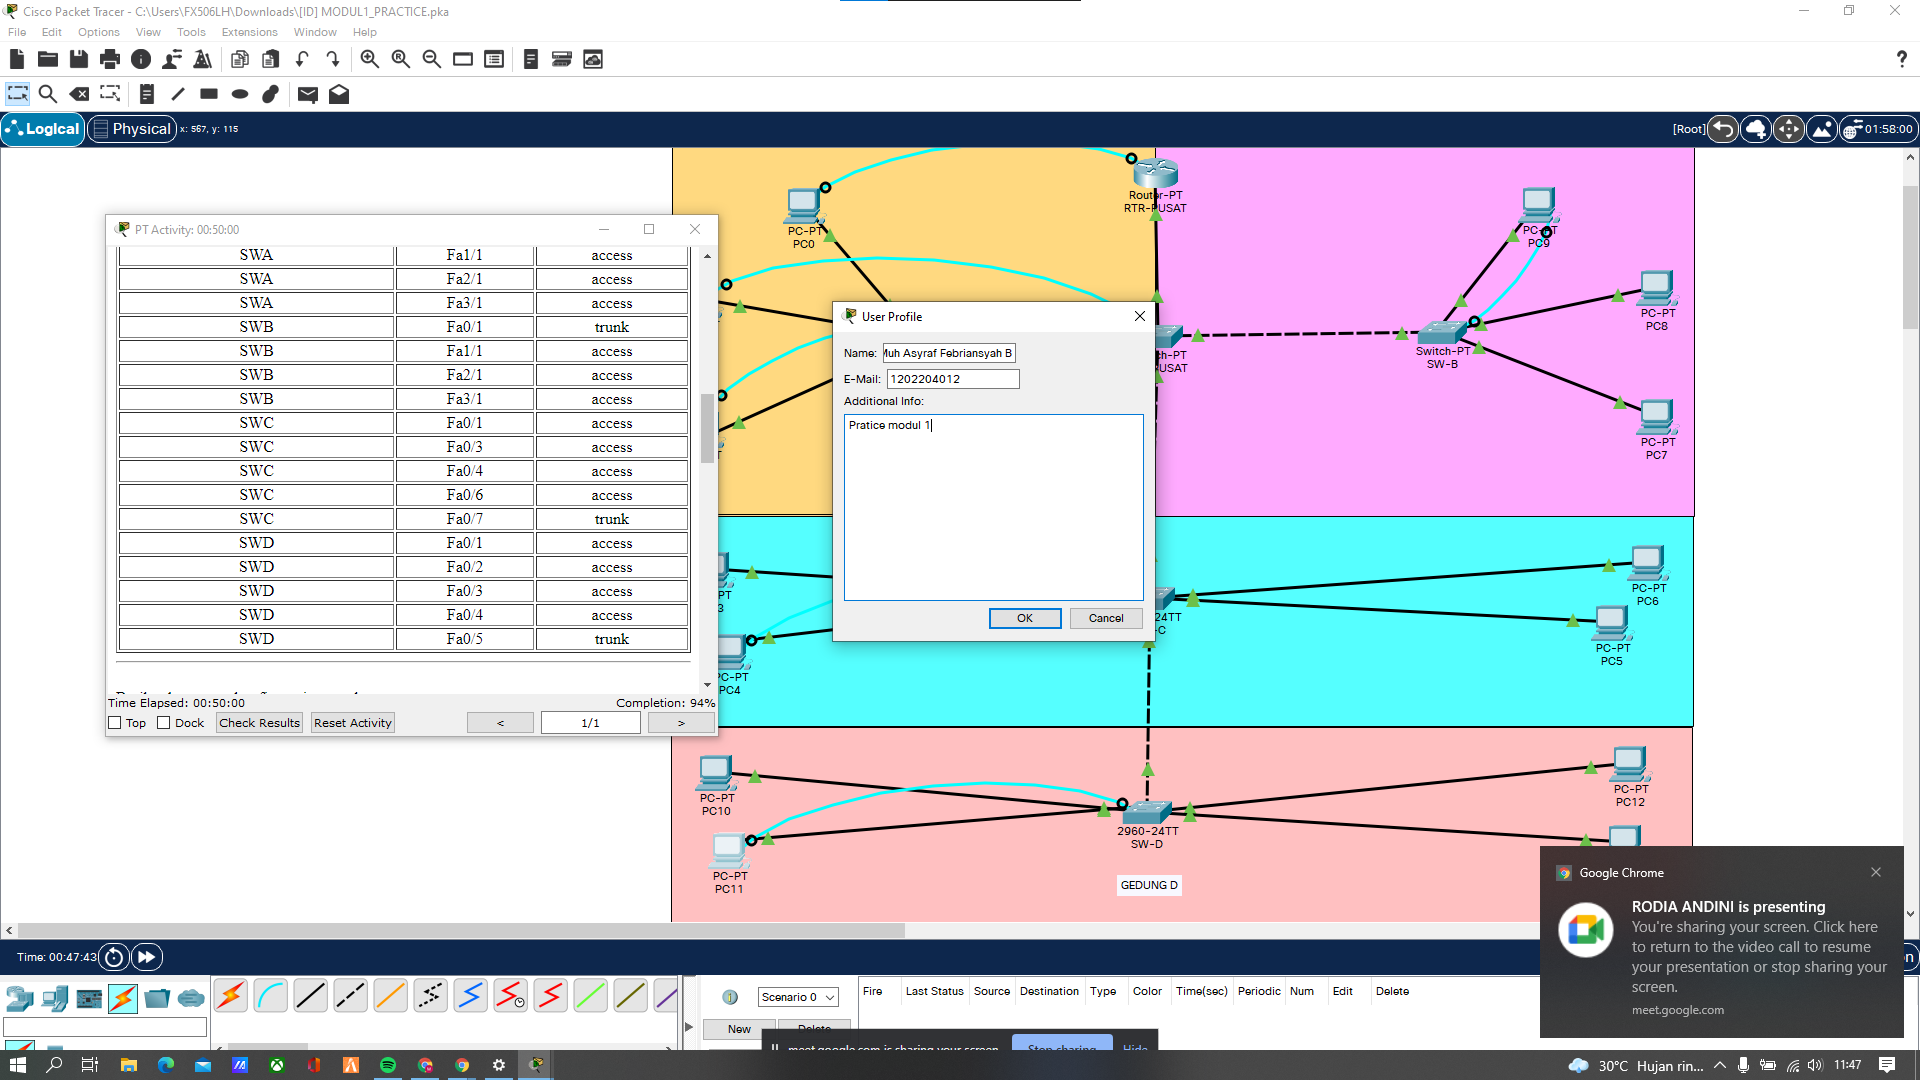 Cisco Packet Tracer - C:\Users\FX506LH\Downloads\[ID] MODUL1_PRACTICE.pka
File Edit Options View Tools Extensions Window Help
Logical
Physical
x: 567, y: 115
[Root]
01:58:00
PC-PT
PC0
Router-PT
RTR-PUSAT
PC-PT
PC9
PC-PT
PC8
Switch-PT
SW-B
PC-PT
PC7
PT Activity: 00:50:00
SWA Fa1/1 access
SWA Fa2/1 access
SWA Fa3/1 access
SWB Fa0/1 trunk
SWB Fa1/1 access
SWB Fa2/1 access
SWB Fa3/1 access
SWC Fa0/1 access
SWC Fa0/3 access
SWC Fa0/4 access
SWC Fa0/6 access
SWC Fa0/7 trunk
SWD Fa0/1 access
SWD Fa0/2 access
SWD Fa0/3 access
SWD Fa0/4 access
SWD Fa0/5 trunk
Time Elapsed: 00:50:00
Completion: 94%
Top Dock Check Results Reset Activity < 1/1 >
User Profile
Name: Muh Asyraf Febriansyah B
E-Mail: 1202204012
Additional Info:
Pratice modul 1
OK Cancel
ch-PT
USAT
PT
3
PC-PT
PC4
24TT
-C
PC-PT
PC6
PC-PT
PC5
PC-PT
PC10
PC-PT
PC11
2960-24TT
SW-D
GEDUNG D
PC-PT
PC12
Google Chrome
RODIA ANDINI is presenting
You're sharing your screen. Click here
to return to the video call to resume
your presentation or stop sharing your
screen.
meet.google.com
Time: 00:47:43
Scenario 0
New Delete
Fire Last Status Source Destination Type Color Time(sec) Periodic Num Edit Delete
meet.google.com is sharing your screen. Stop sharing Hide
30°C Hujan rin... 11:47